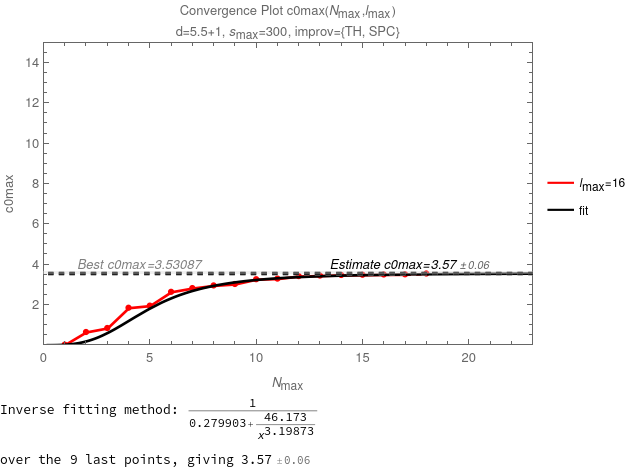 Convergence Plot c0max(Nmax,lmax)
d=5.5+1, smax=300, improv={TH, SPC}
14
12
10
8
6
4
2
c0max
Best c0max=3.53087
Estimate c0max=3.57 ±0.06
lmax=16
fit
0 5 10 15 20
Nmax
Inverse fitting method: 1
0.279903+ 46.173
x3.19873
over the 9 last points, giving 3.57 ±0.06